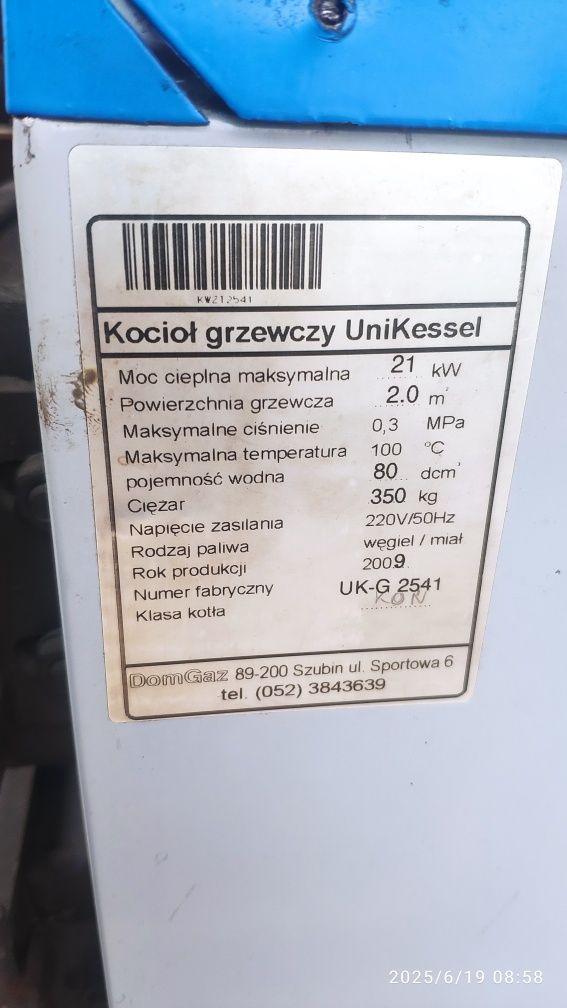 KW212541
Kocioł grzewczy UniKessel
Moc cieplna maksymalna 21 kW
Powierzchnia grzewcza 2.0 m²
Maksymalne ciśnienie 0,3 MPa
Maksymalna temperatura 100 °C
pojemność wodna 80 dcm³
Ciężar 350 kg
Napięcie zasilania 220V/50Hz
Rodzaj paliwa węgiel / miał
Rok produkcji 2009
Numer fabryczny UK-G 2541
Klasa kotła
DomGaz 89-200 Szubin ul. Sportowa 6
tel. (052) 3843639
2025/6/19 08:58